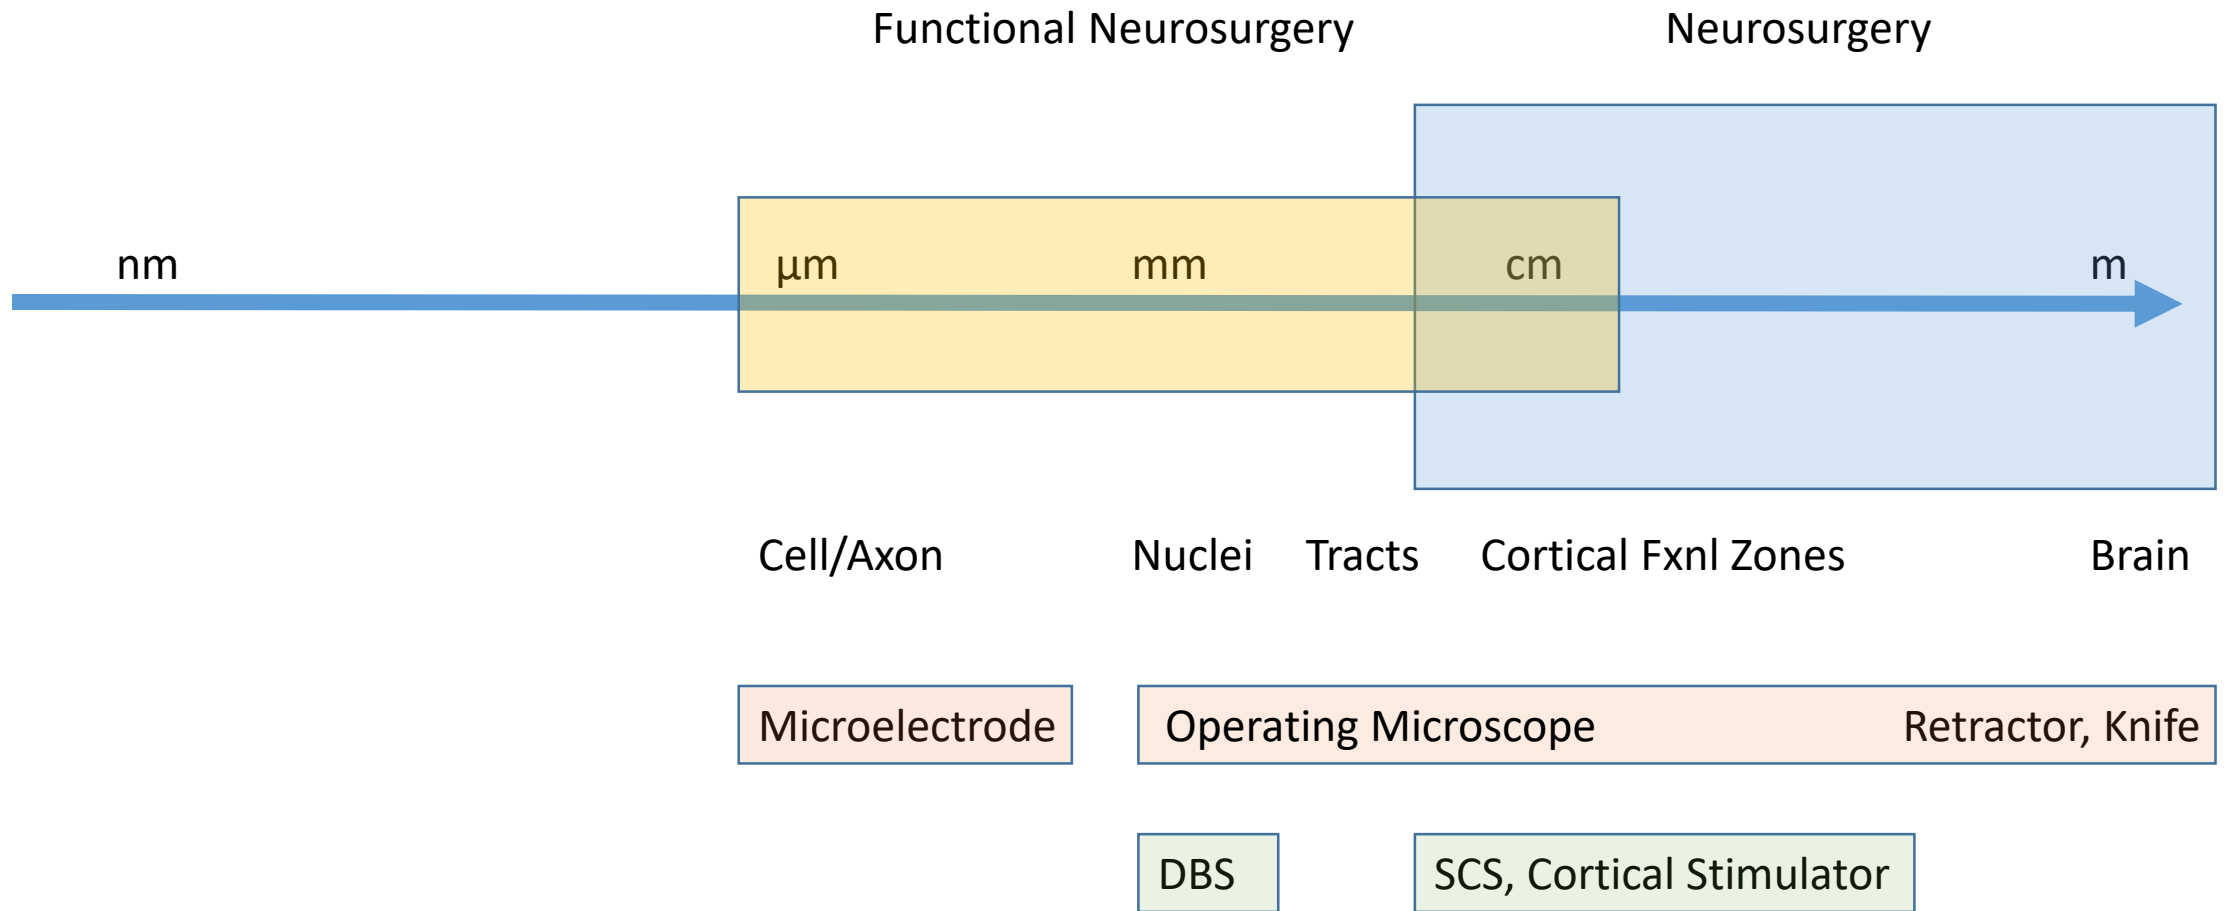 Functional Neurosurgery
Neurosurgery
nm
μm
mm
cm
m
Cell/Axon
Nuclei
Tracts
Cortical Fxnl Zones
Brain
Microelectrode
Operating Microscope
Retractor, Knife
DBS
SCS, Cortical Stimulator